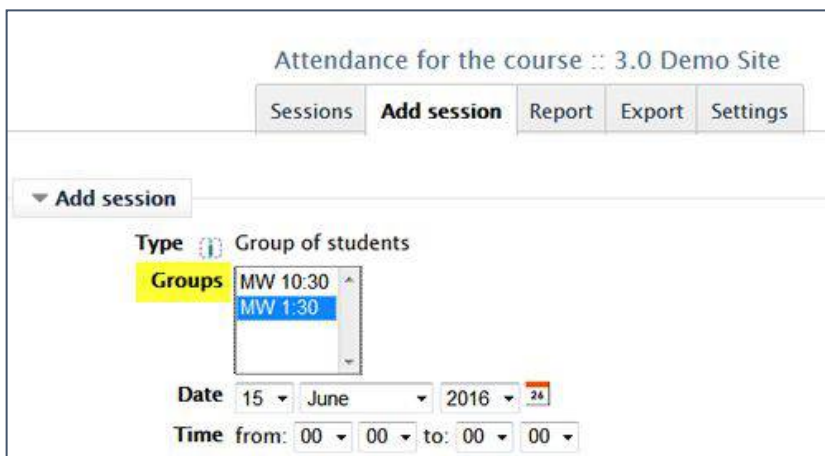 Attendance for the course :: 3.0 Demo Site
Sessions Add session Report Export Settings
Add session
Type Group of students
Groups MW 10:30
MW 1:30
Date 15 June 2016 26
Time from: 00 00 to: 00 00